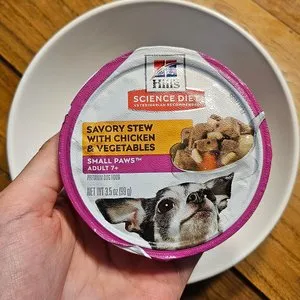 Hill's
SCIENCE DIET
VETERINARIAN RECOMMENDED
SAVORY STEW
WITH CHICKEN
& VEGETABLES
SMALL PAWS™
ADULT 7+
PREMIUM DOG FOOD
NET WT 3.5 oz (99 g)